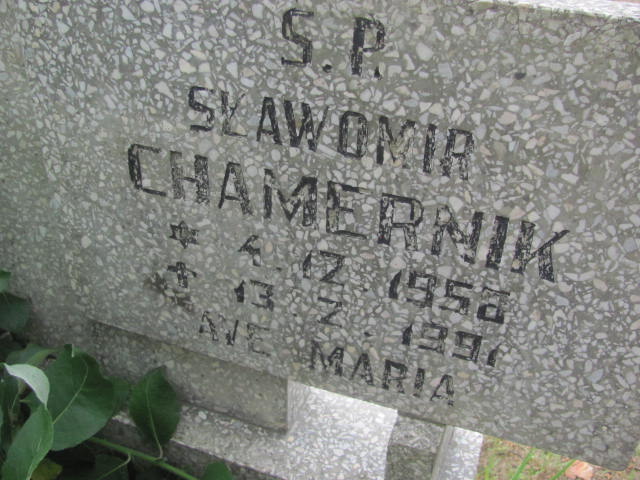 S.P.
SŁAWOMIR
CHAMERNIK
✡ 4.12.1958
† 13.2.1991
AVE MARIA